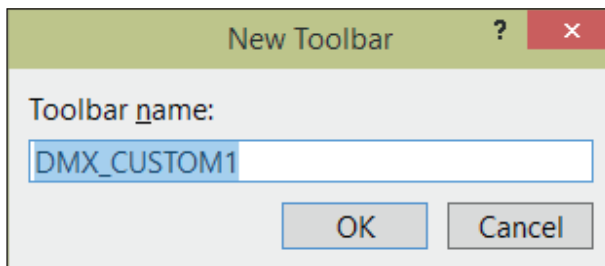 New Toolbar ? ×
Toolbar name:
DMX_CUSTOM1
OK Cancel